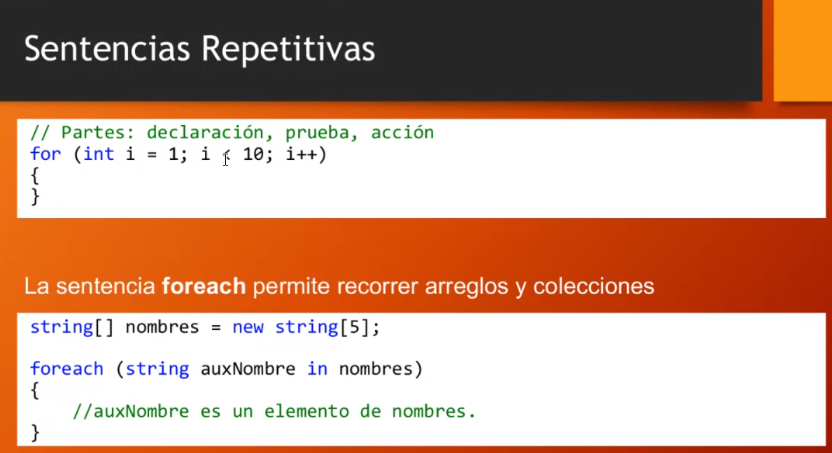 Sentencias Repetitivas
// Partes: declaración, prueba, acción
for (int i = 1; i < 10; i++)
{
}
La sentencia foreach permite recorrer arreglos y colecciones
string[] nombres = new string[5];
foreach (string auxNombre in nombres)
{
//auxNombre es un elemento de nombres.
}